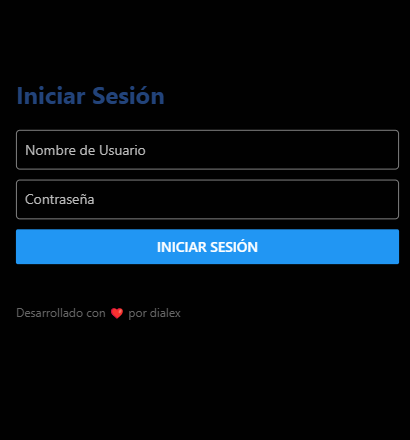 Iniciar Sesión
Nombre de Usuario
Contraseña
INICIAR SESIÓN
Desarrollado con ❤️ por dialex